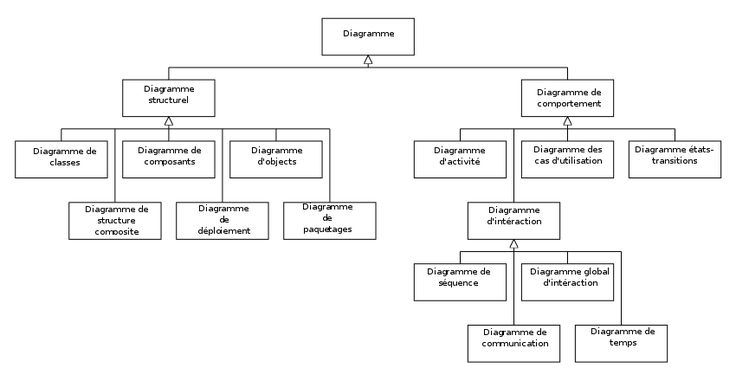 Diagramme
Diagramme
structurel
Diagramme de
comportement
Diagramme de
classes
Diagramme de
composants
Diagramme
d'objects
Diagramme
d'activité
Diagramme des
cas d'utilisation
Diagramme états-
transitions
Diagramme de
structure
composite
Diagramme
de
déploiement
Diagramme
de
paquetages
Diagramme
d'intéraction
Diagramme de
séquence
Diagramme global
d'intéraction
Diagramme de
communication
Diagramme de
temps